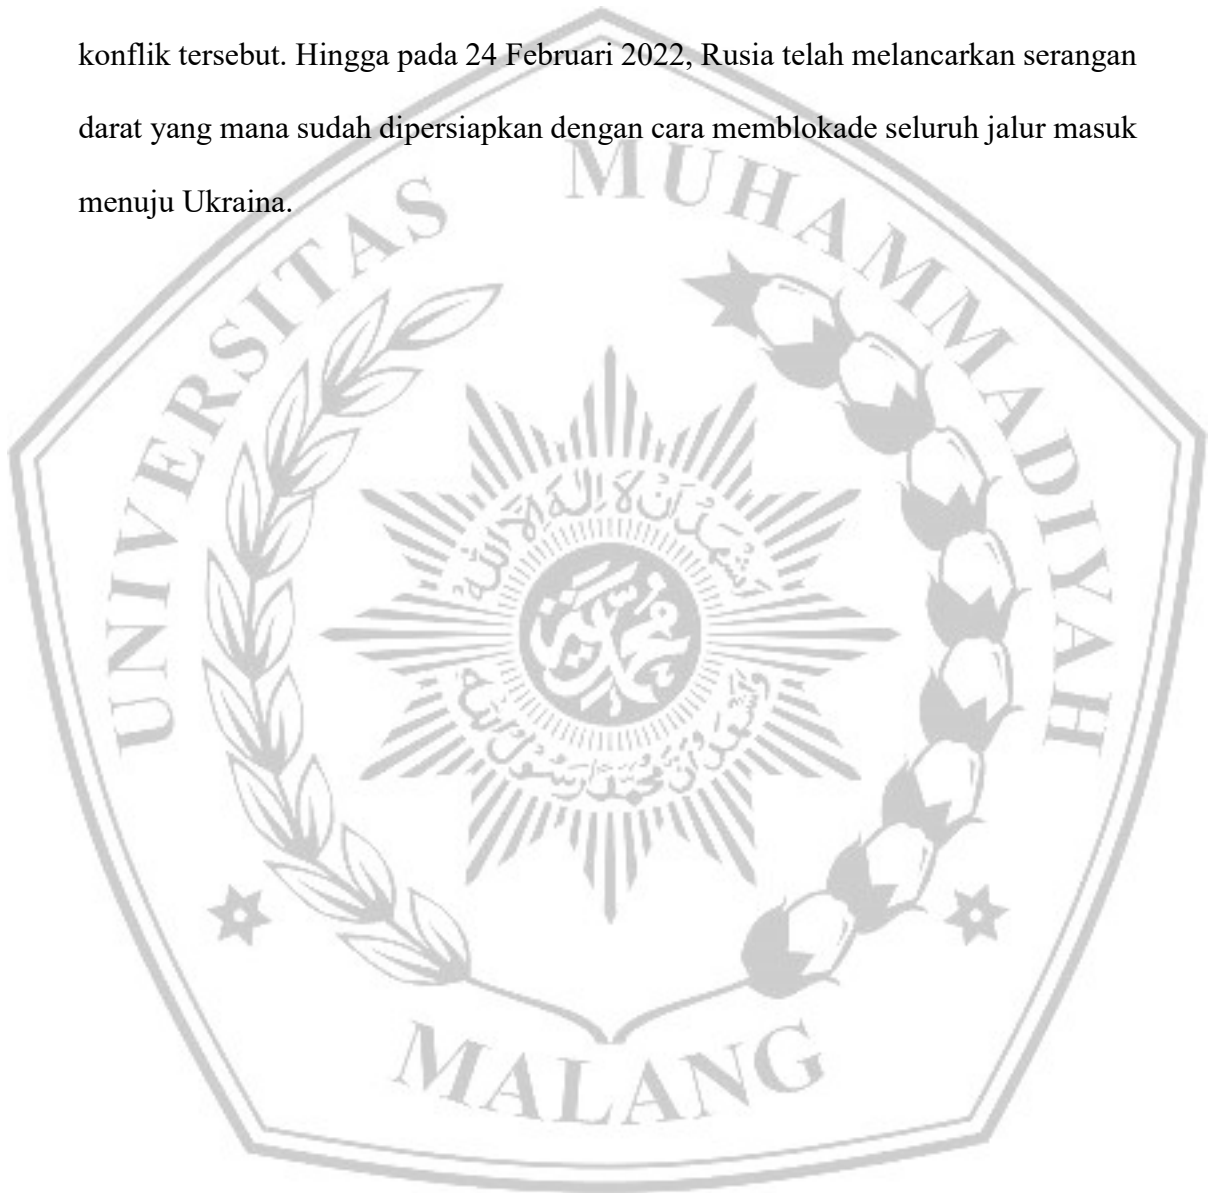 konflik tersebut. Hingga pada 24 Februari 2022, Rusia telah melancarkan serangan
darat yang mana sudah dipersiapkan dengan cara memblokade seluruh jalur masuk
menuju Ukraina.
UNIVERSITAS MUHAMMADIYAH
MALANG